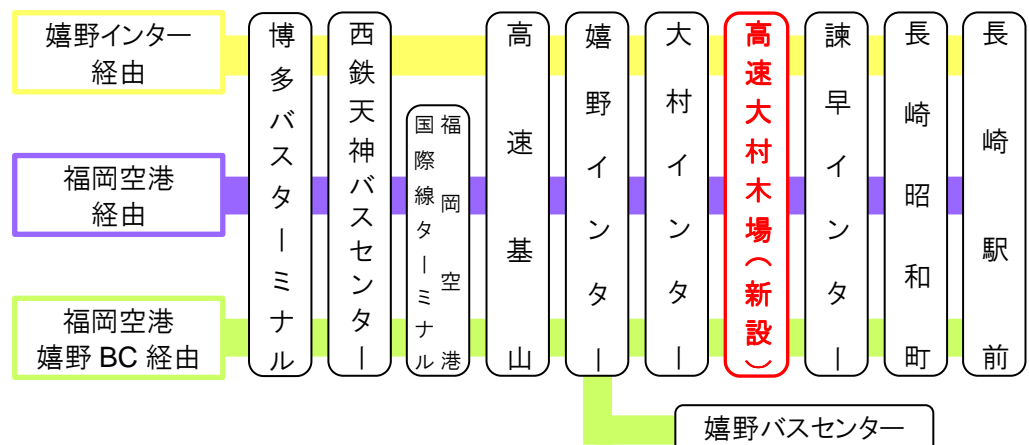 嬉野インター
経由
福岡空港
経由
福岡空港
嬉野 BC 経由
博多バスターミナル
西鉄天神バスセンター
福岡空港
国際線ターミナル
高速基山
嬉野インター
大村インター
高速大村木場(新設)
諫早インター
長崎昭和町
長崎駅前
嬉野バスセンター